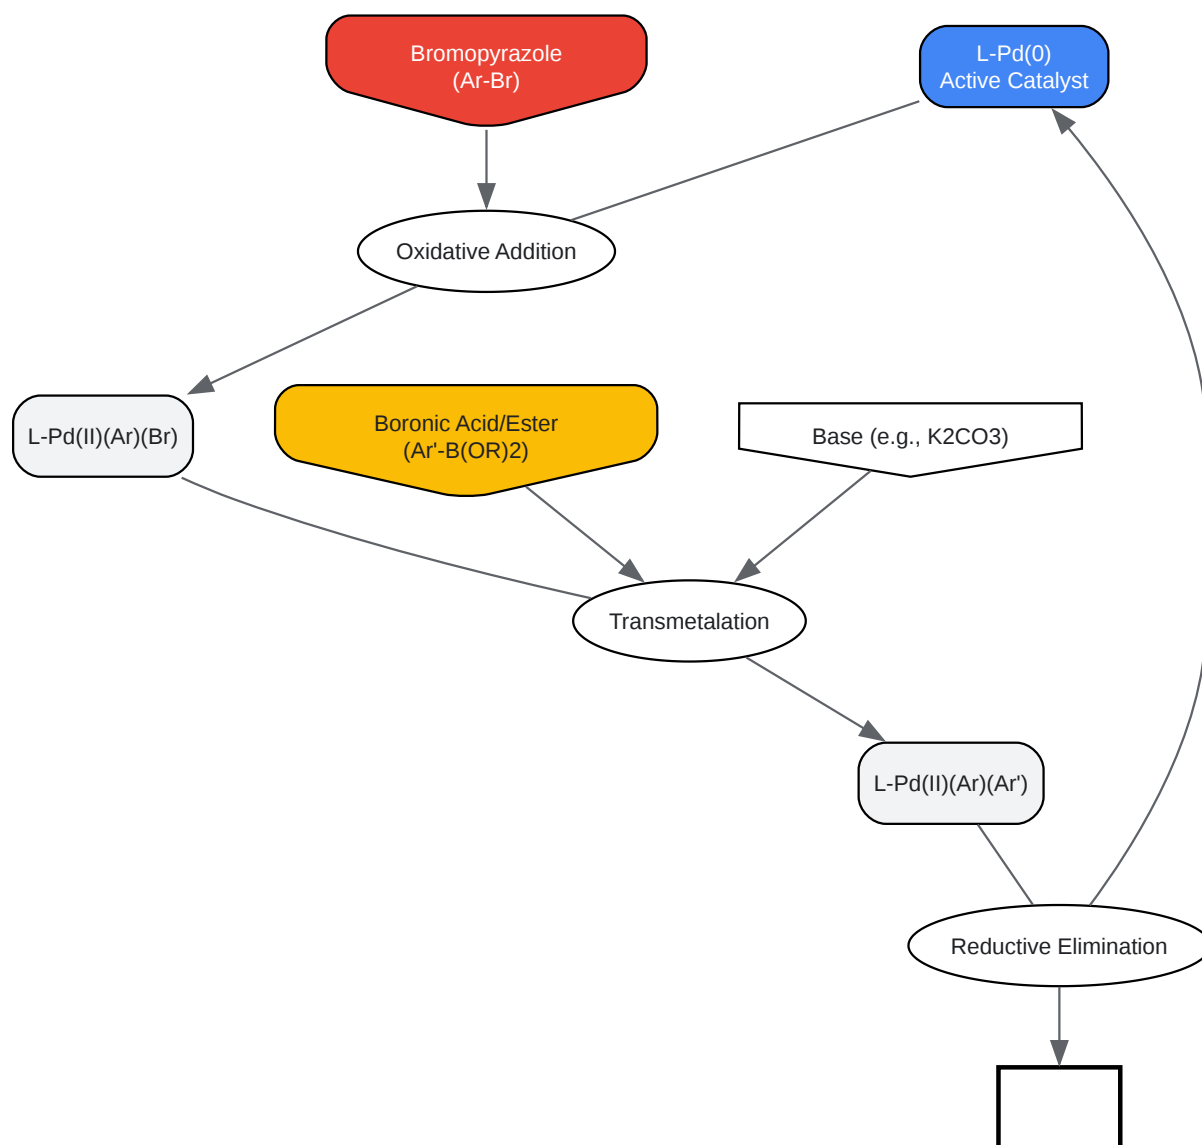 Bromopyrazole
(Ar-Br)
L-Pd(0)
Active Catalyst
Oxidative Addition
L-Pd(II)(Ar)(Br)
Boronic Acid/Ester
(Ar'-B(OR)2)
Base (e.g., K2CO3)
Transmetalation
L-Pd(II)(Ar)(Ar')
Reductive Elimination